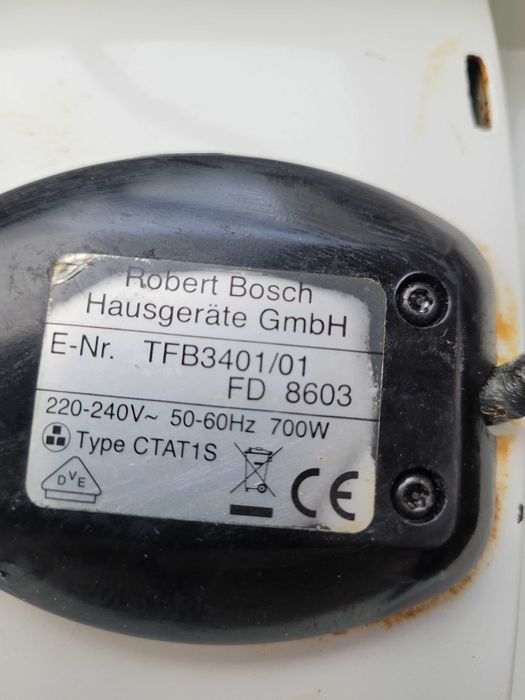 Robert Bosch
Hausgeräte GmbH
E-Nr. TFB3401/01
FD 8603
220-240V~ 50-60Hz 700W
Type CTAT1S
DVE
CE